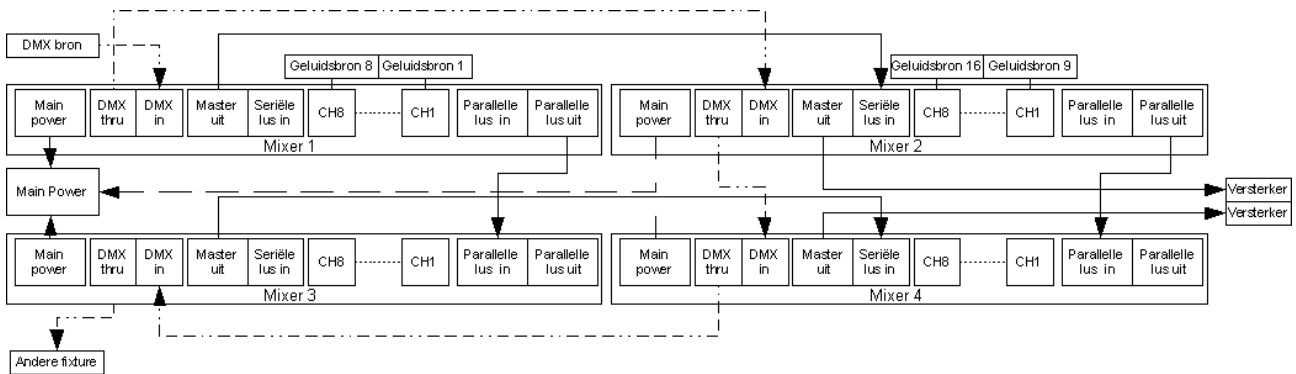 DMX bron
Geluidsbron 8 Geluidsbron 1
Geluidsbron 16 Geluidsbron 9
Main power
DMX thru
DMX in
Master uit
Seriële lus in
CH8
CH1
Parallelle lus in
Parallelle lus uit
Mixer 1
Main power
DMX thru
DMX in
Master uit
Seriële lus in
CH8
CH1
Parallelle lus in
Parallelle lus uit
Mixer 2
Main Power
Versterker
Versterker
Main power
DMX thru
DMX in
Master uit
Seriële lus in
CH8
CH1
Parallelle lus in
Parallelle lus uit
Mixer 3
Main power
DMX thru
DMX in
Master uit
Seriële lus in
CH8
CH1
Parallelle lus in
Parallelle lus uit
Mixer 4
Andere fixture